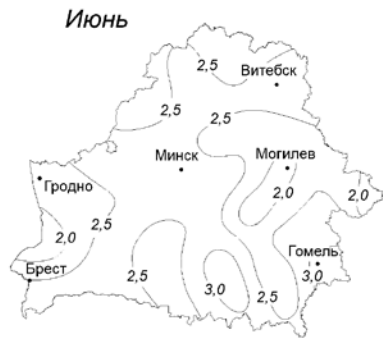 Июнь
2,5
Витебск
2,5
2,5
Минск
Могилев
Гродно
2,0
2,0
2,5
2,0
Гомель
Брест
2,5
3,0
2,5
3,0